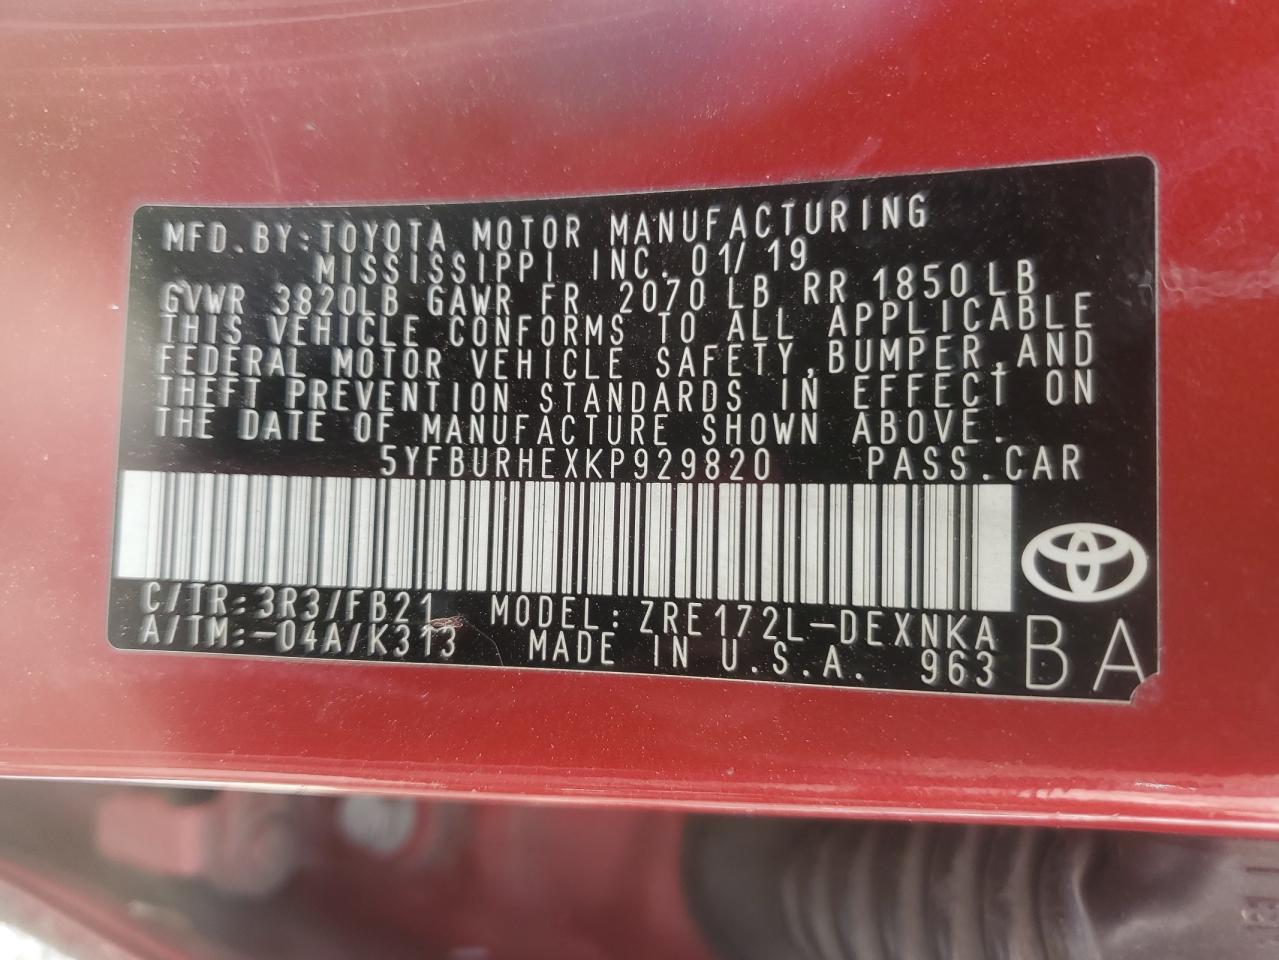 MFD.BY:TOYOTA MOTOR MANUFACTURING
MISSISSIPPI INC. 01/19
GVWR 3820LB GAWR FR 2070 LB RR 1850 LB
THIS VEHICLE CONFORMS TO ALL APPLICABLE
FEDERAL MOTOR VEHICLE SAFETY,BUMPER,AND
THEFT PREVENTION STANDARDS IN EFFECT ON
THE DATE OF MANUFACTURE SHOWN ABOVE.
5YFBURHEXKP929820 PASS.CAR
C/TR:3R3/FB21 MODEL:ZRE172L-DEXNKA
A/TM:-04A/K313 MADE IN U.S.A. 963 BA